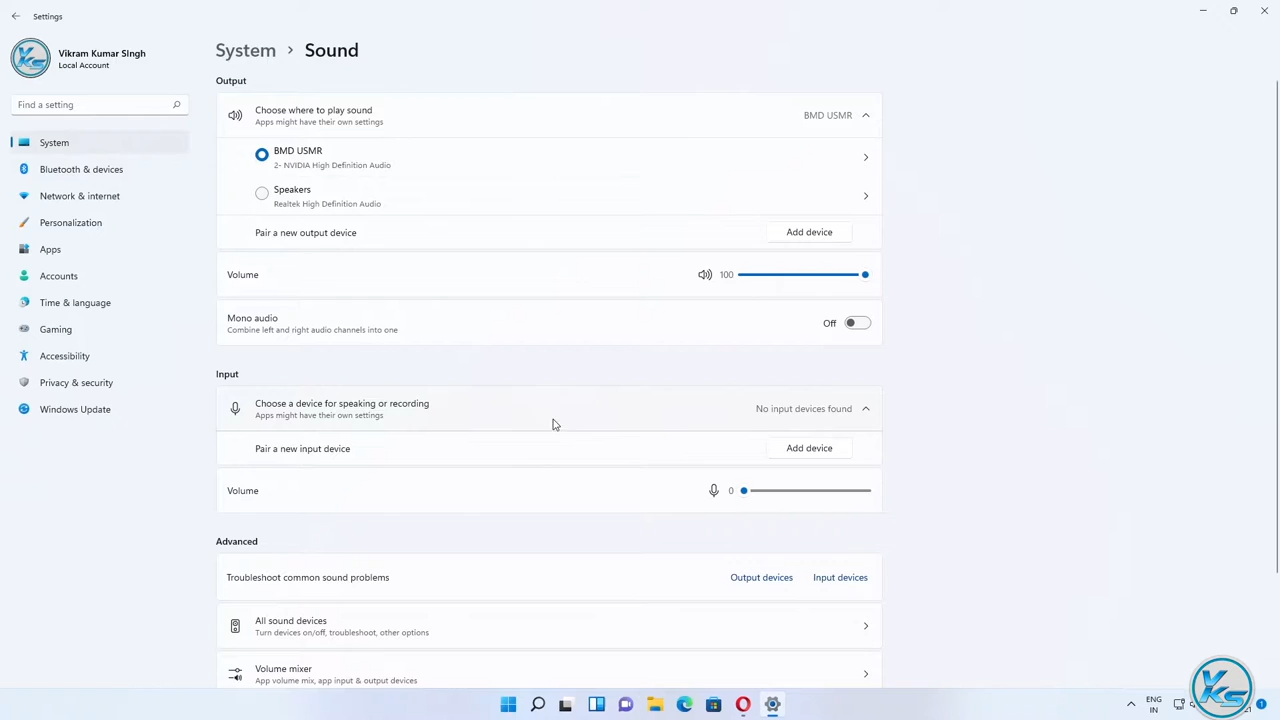 Settings
Vikram Kumar Singh
Local Account
Find a setting
System
Bluetooth & devices
Network & internet
Personalization
Apps
Accounts
Time & language
Gaming
Accessibility
Privacy & security
Windows Update
System > Sound
Output
Choose where to play sound
Apps might have their own settings
BMD USMR
BMD USMR
2- NVIDIA High Definition Audio
Speakers
Realtek High Definition Audio
Pair a new output device
Add device
Volume
100
Mono audio
Combine left and right audio channels into one
Off
Input
Choose a device for speaking or recording
Apps might have their own settings
No input devices found
Pair a new input device
Add device
Volume
0
Advanced
Troubleshoot common sound problems
Output devices
Input devices
All sound devices
Turn devices on/off, troubleshoot, other options
Volume mixer
App volume mix, app input & output devices
ENG
IN
1